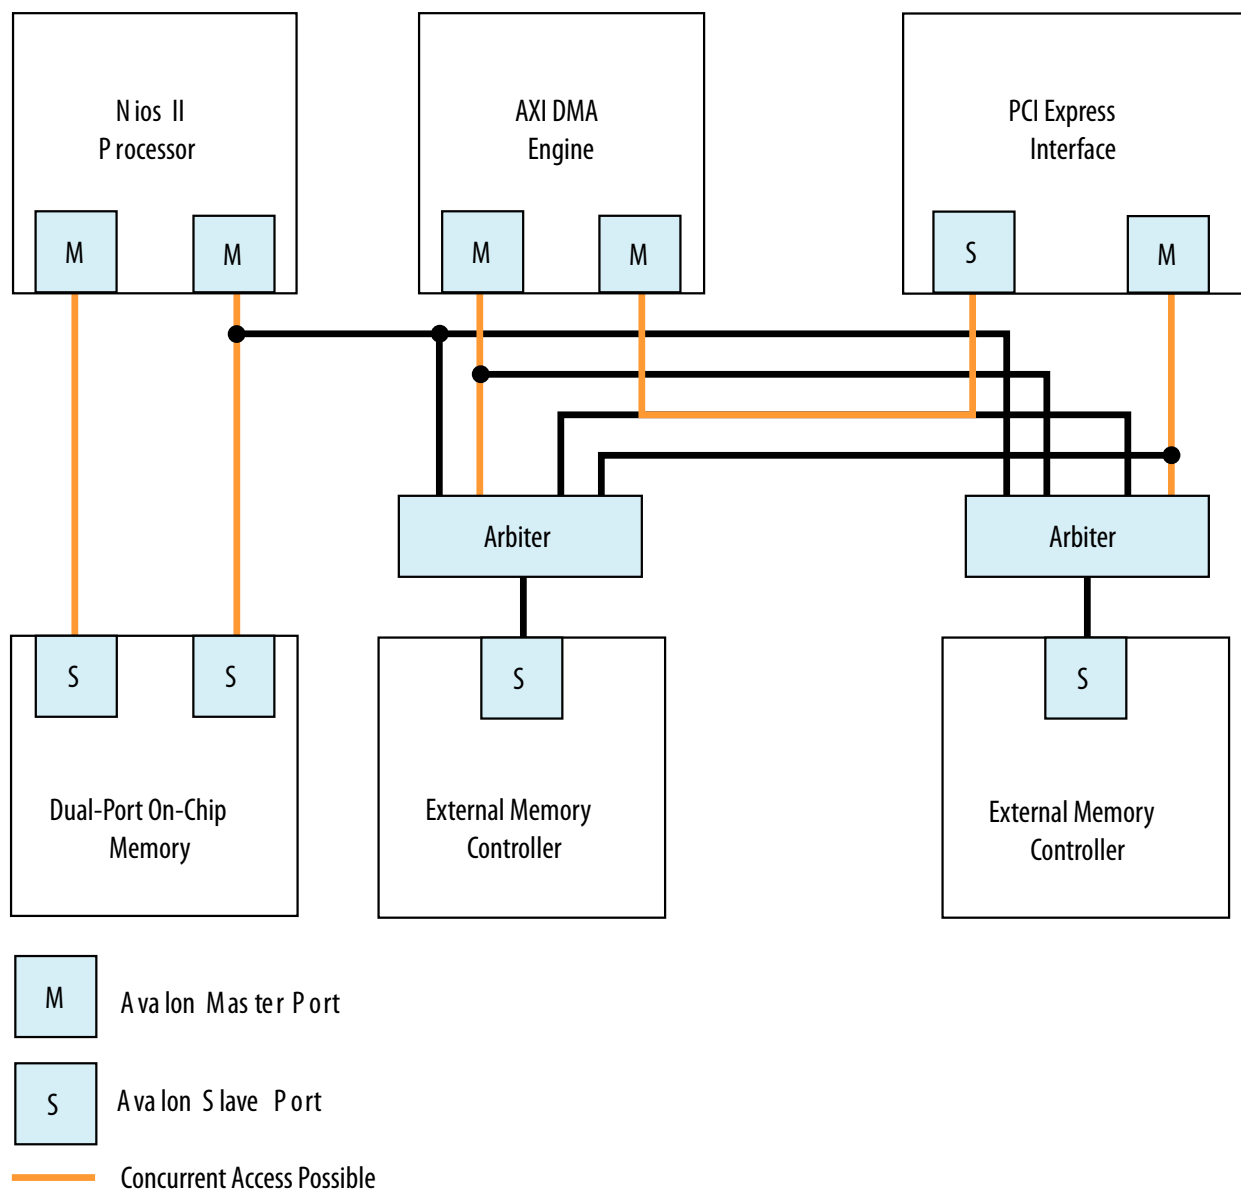 Nios II
Processor
AXI DMA
Engine
PCI Express
Interface
M
M
M
M
S
M
Arbiter
Arbiter
S
S
S
S
Dual-Port On-Chip
Memory
External Memory
Controller
External Memory
Controller
M
Avalon Master Port
S
Avalon Slave Port
Concurrent Access Possible